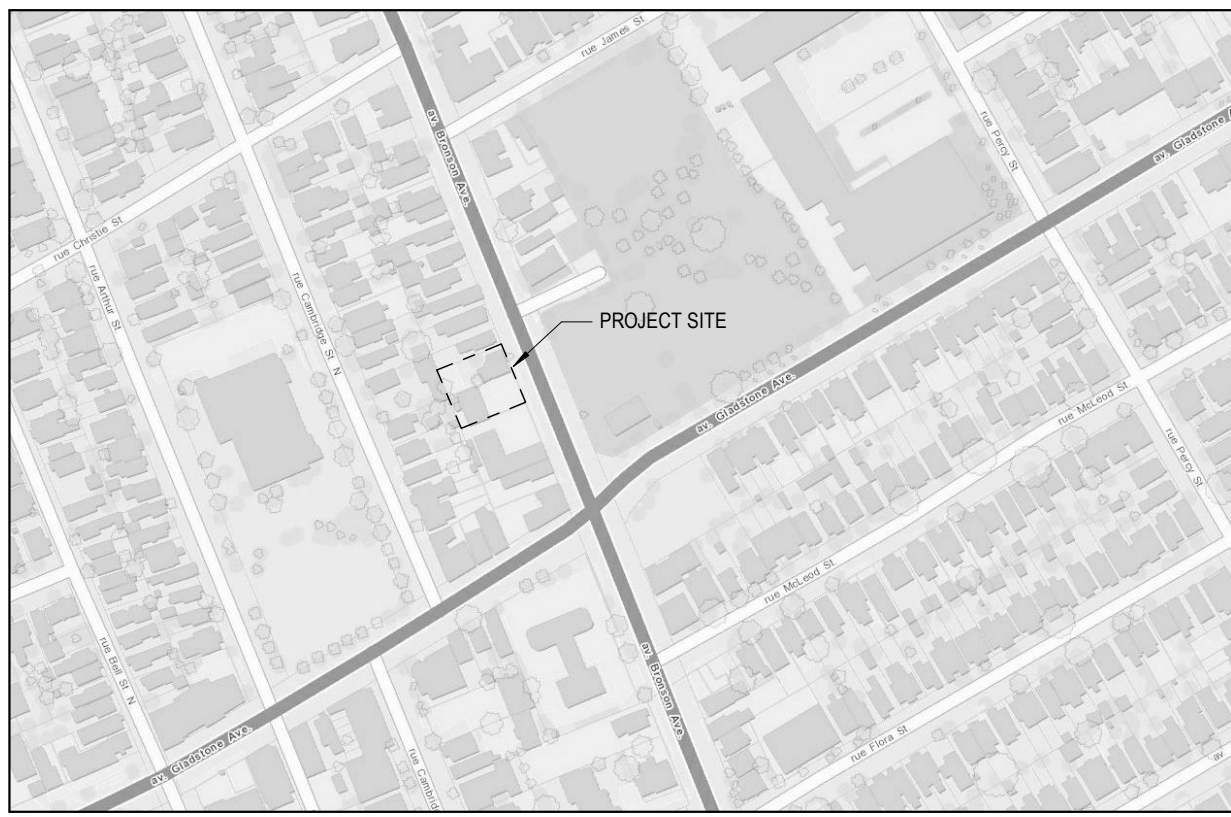 rue James St
av. Bronson Ave.
rue Percy St
av. Gladstone A
rue Christie St
rue Arthur St
rue Cambridge St N
PROJECT SITE
av. Gladstone Ave.
rue McLeod St
rue Percy St
rue McLeod St
rue Bell St N
av. Bronson Ave.
rue Flora St
av. Gladstone Ave.
rue Cambrid
av